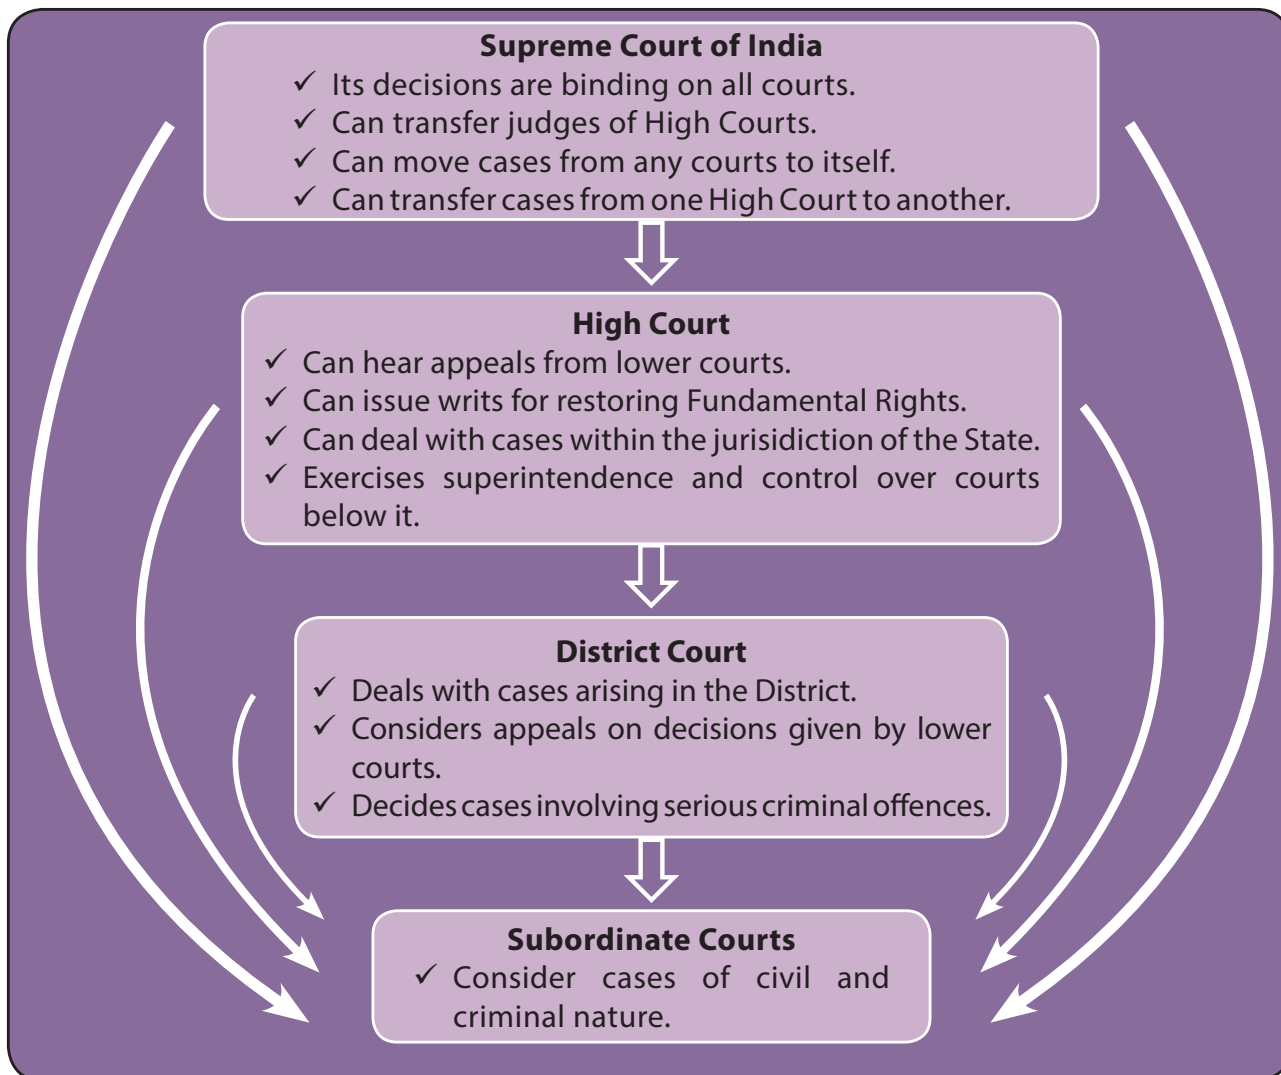 Supreme Court of India
✓ Its decisions are binding on all courts.
✓ Can transfer judges of High Courts.
✓ Can move cases from any courts to itself.
✓ Can transfer cases from one High Court to another.
High Court
✓ Can hear appeals from lower courts.
✓ Can issue writs for restoring Fundamental Rights.
✓ Can deal with cases within the jurisidiction of the State.
✓ Exercises superintendence and control over courts
below it.
District Court
✓ Deals with cases arising in the District.
✓ Considers appeals on decisions given by lower
courts.
✓ Decides cases involving serious criminal offences.
Subordinate Courts
✓ Consider cases of civil and
criminal nature.